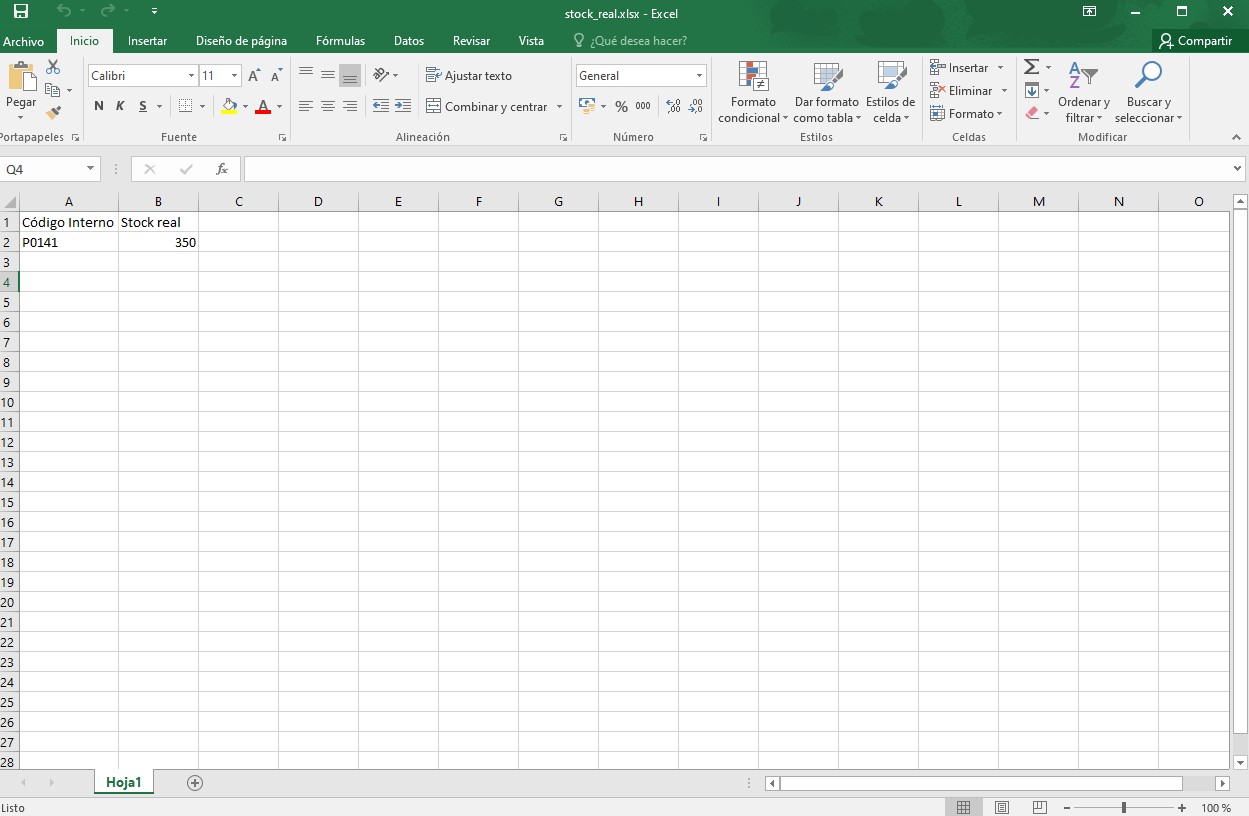 stock_real.xlsx - Excel
Archivo Inicio Insertar Diseño de página Fórmulas Datos Revisar Vista ¿Qué desea hacer? Compartir
Pegar
Calibri 11
A A
N K S A
Ajustar texto
Combinar y centrar
General
% 000
Formato condicional
Dar formato como tabla
Estilos de celda
Insertar
Eliminar
Formato
Ordenar y filtrar
Buscar y seleccionar
Portapapeles Fuente Alineación Número Estilos Celdas Modificar
Q4 fx
A B C D E F G H I J K L M N O
1 Código Interno Stock real
2 P0141 350
3
4
5
6
7
8
9
10
11
12
13
14
15
16
17
18
19
20
21
22
23
24
25
26
27
28
Hoja1
Listo 100 %